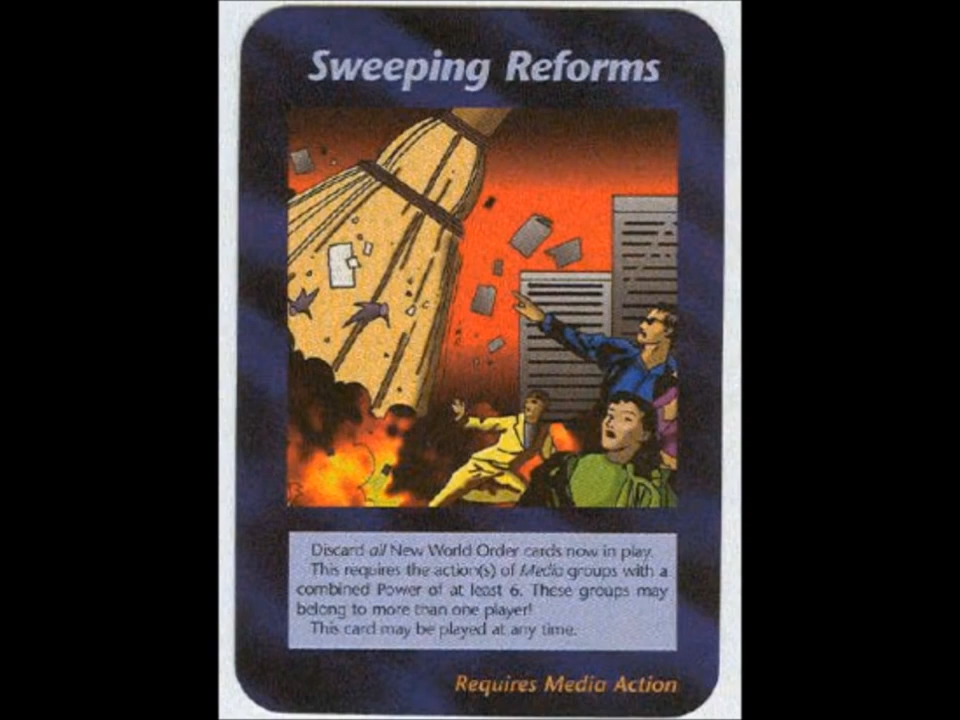 Sweeping Reforms
Discard all New World Order cards now in play.
This requires the action(s) of Media groups with a
combined Power of at least 6. These groups may
belong to more than one player!
This card may be played at any time.
Requires Media Action